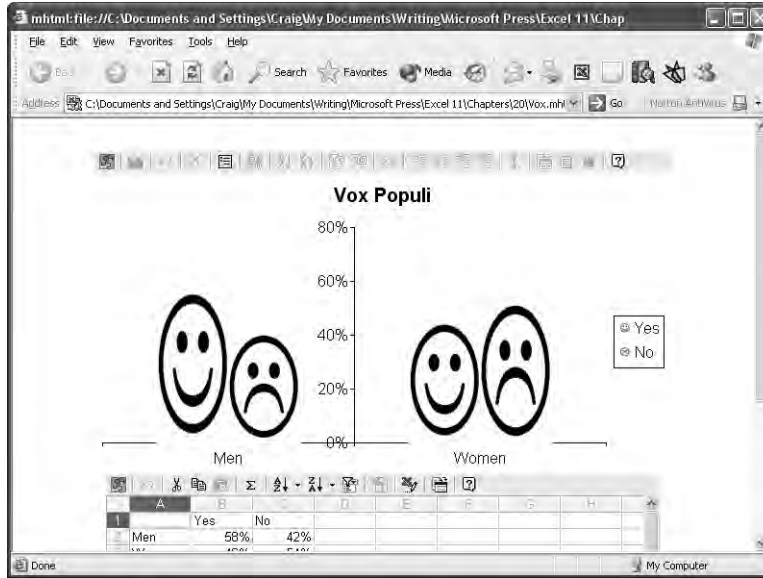 mhtml:file://C:\Documents and Settings\Craig\My Documents\Writing\Microsoft Press\Excel 11\Chap
File Edit View Favorites Tools Help
Back Search Favorites Media
Address C:\Documents and Settings\Craig\My Documents\Writing\Microsoft Press\Excel 11\Chapters\20\Vox.mht Go Norton AntiVirus
Vox Populi
80%
60%
40%
20%
0%
Yes
No
Men Women
A B C D E F G H
1 Yes No
2 Men 58% 42%
Done My Computer